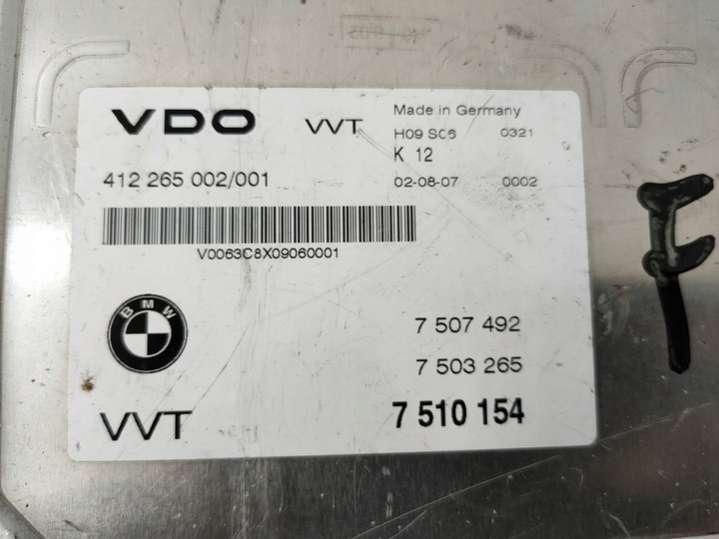 VDO VVT Made in Germany
H09 S06 0321
K 12
412 265 002/001 02-08-07 0002
V0063C8X09060001
BMW
7 507 492
7 503 265
VVT 7 510 154